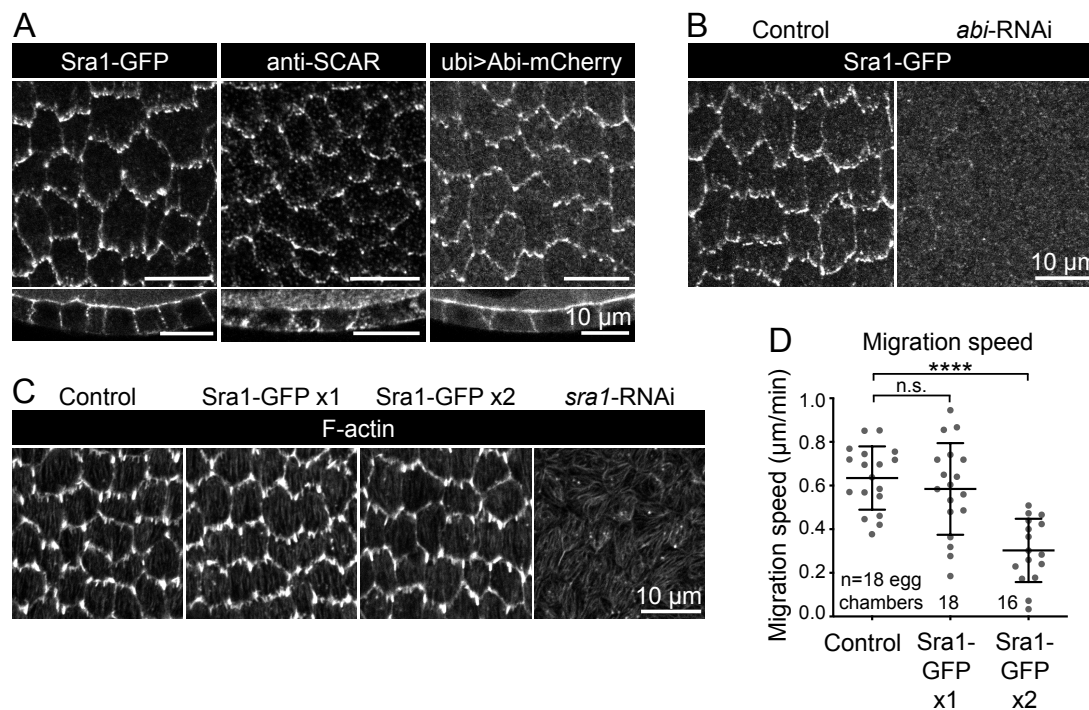 A
Sra1-GFP
anti-SCAR
ubi>Abi-mCherry
10 µm
B
Control
abi-RNAi
Sra1-GFP
10 µm
C
Control
Sra1-GFP x1
Sra1-GFP x2
sra1-RNAi
F-actin
10 µm
D
Migration speed
****
n.s.
Migration speed (µm/min)
1.0
0.8
0.6
0.4
0.2
0.0
n=18 egg
chambers
18
16
Control
Sra1-
GFP
x1
Sra1-
GFP
x2